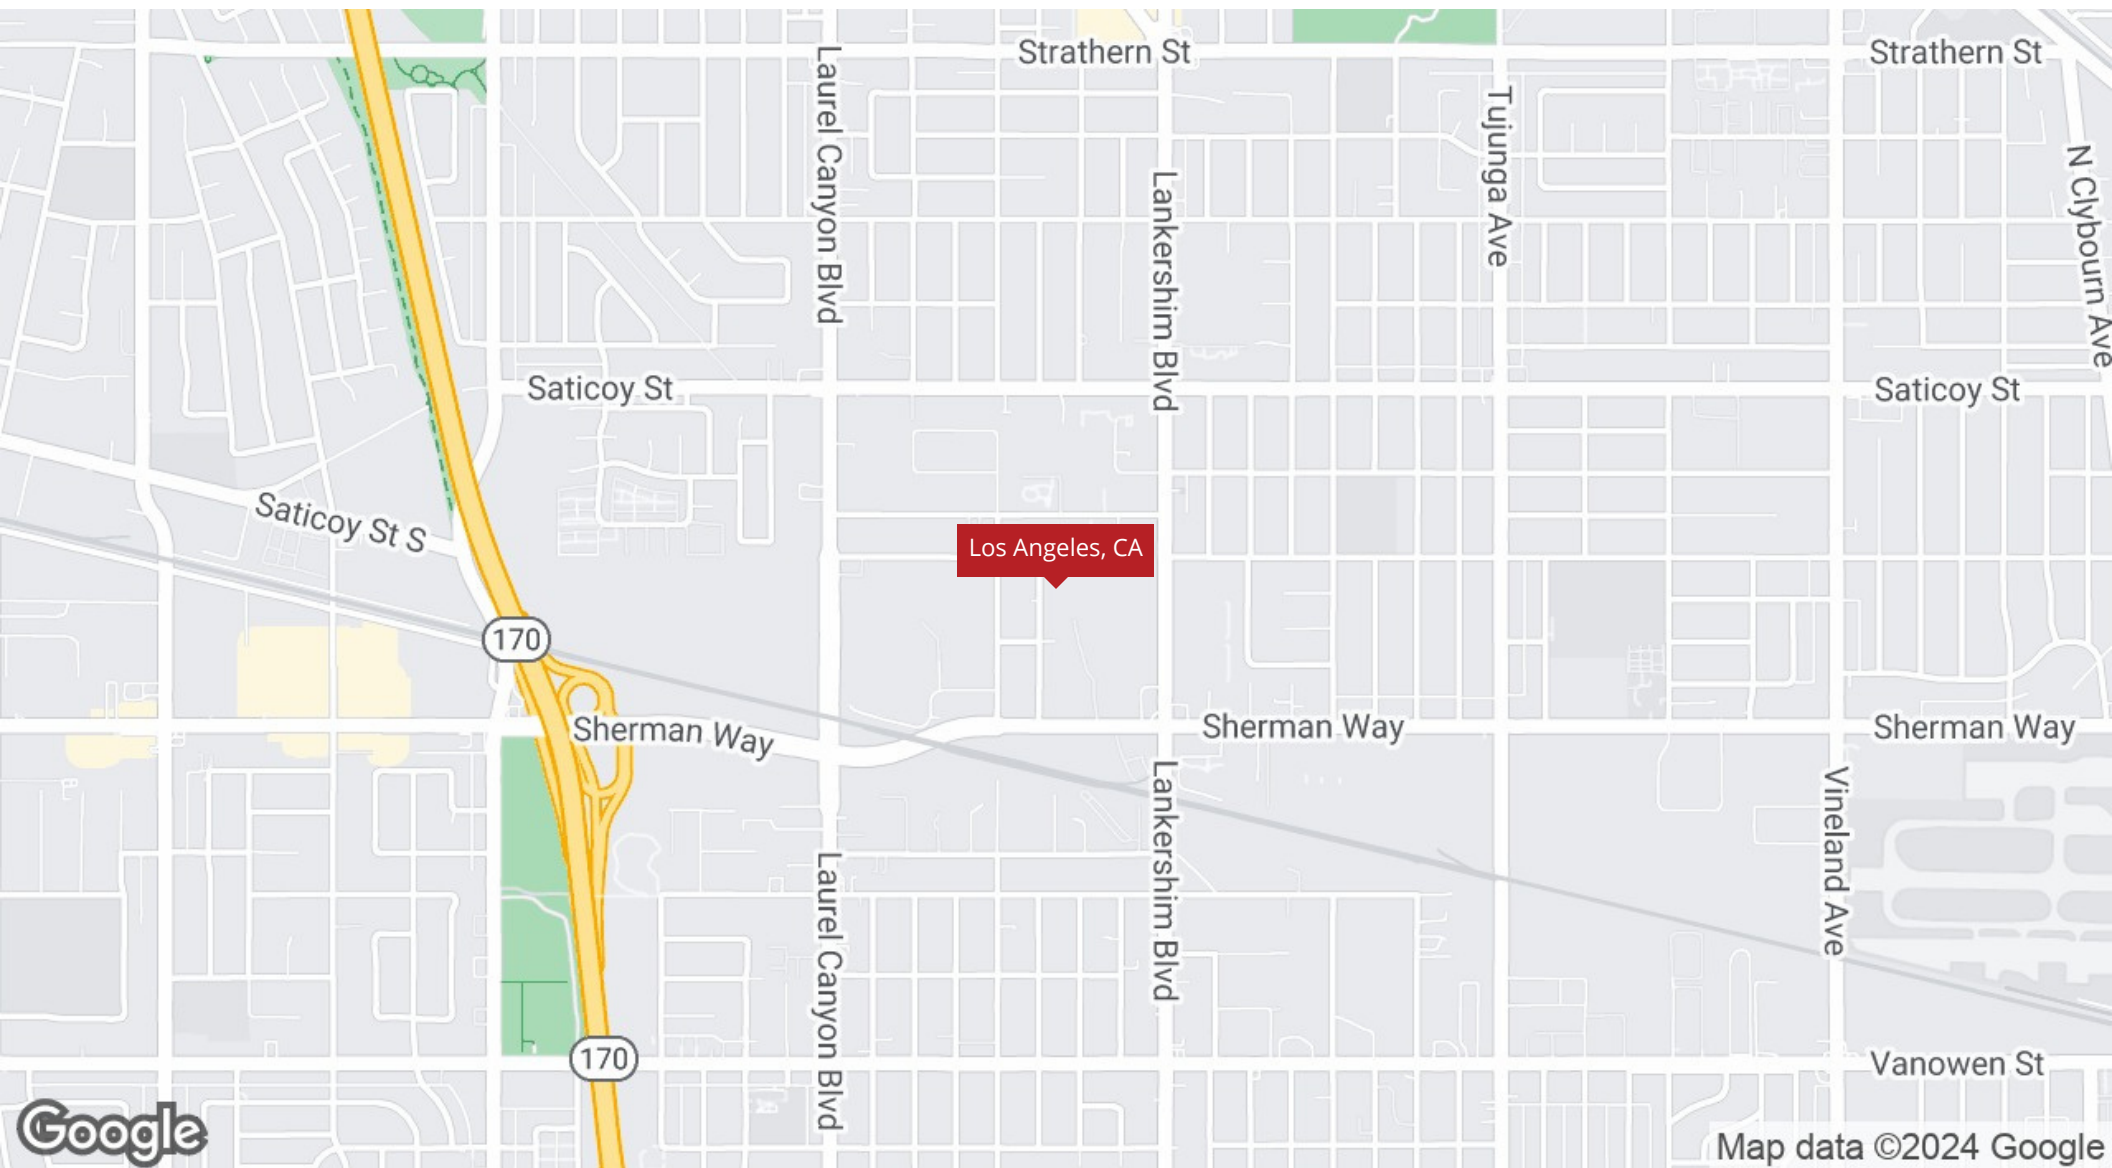 Strathern St
Strathern St
Laurel Canyon Blvd
Tujunga Ave
N Clybourn Ave
Lankershim Blvd
Saticoy St
Saticoy St
Saticoy St S
Los Angeles, CA
170
Sherman Way
Sherman Way
Sherman Way
Lankershim Blvd
Vineland Ave
Laurel Canyon Blvd
170
Vanowen St
Google
Map data ©2024 Google